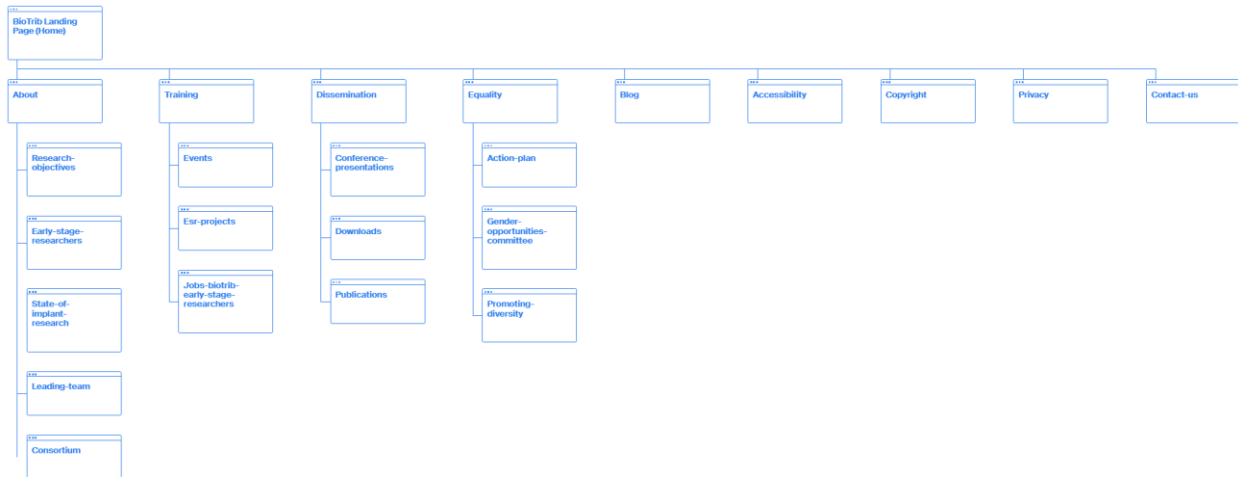 BioTrib Landing
Page (Home)
About
Training
Dissemination
Equality
Blog
Accessibility
Copyright
Privacy
Contact-us
Research-
objectives
Early-stage-
researchers
State-of-
implant-
research
Leading-team
Consortium
Events
Esr-projects
Jobs-biotrib-
early-stage-
researchers
Conference-
presentations
Downloads
Publications
Action-plan
Gender-
opportunities-
committee
Promoting-
diversity